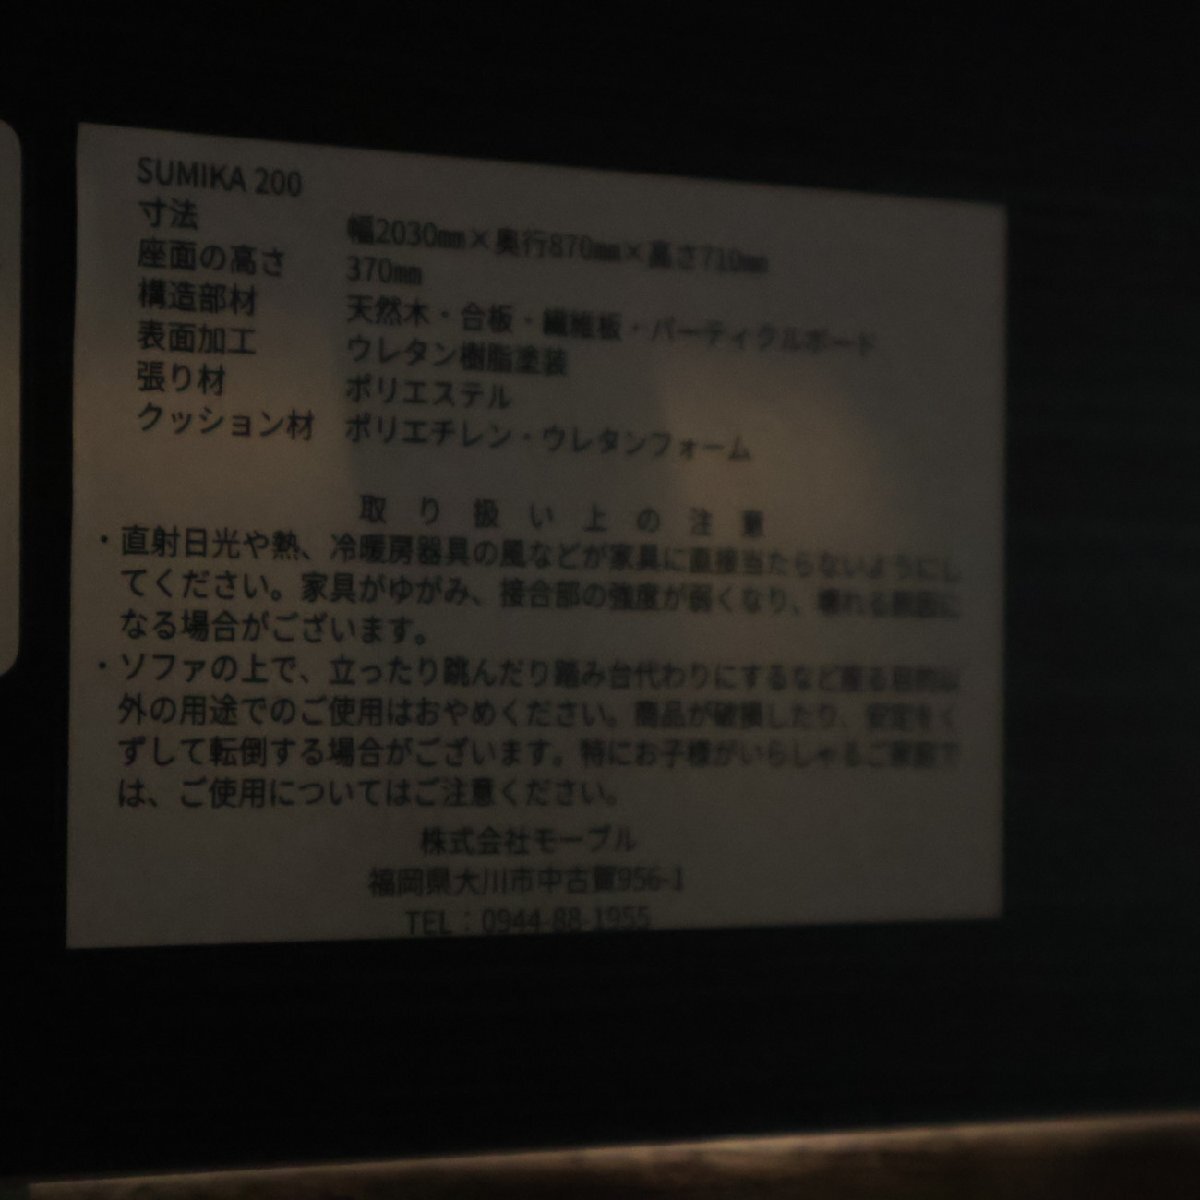 SUMIKA 200
寸法 幅2030㎜×奥行870㎜×高さ710㎜
座面の高さ 370㎜
構造部材 天然木・合板・繊維板・パーティクルボード
表面加工 ウレタン樹脂塗装
張り材 ポリエステル
クッション材 ポリエチレン・ウレタンフォーム
取り扱い上の注意
・直射日光や熱、冷暖房器具の風などが家具に直接当たらないようにし
てください。家具がゆがみ、接合部の強度が弱くなり、壊れる原因に
なる場合がございます。
・ソファの上で、立ったり跳んだり踏み台代わりにするなど座る目的以
外の用途でのご使用はおやめください。商品が破損したり、安定をく
ずして転倒する場合がございます。特にお子様がいらしゃるご家庭で
は、ご使用についてはご注意ください。
株式会社モーブル
福岡県大川市中古賀956-1
TEL：0944-88-1955